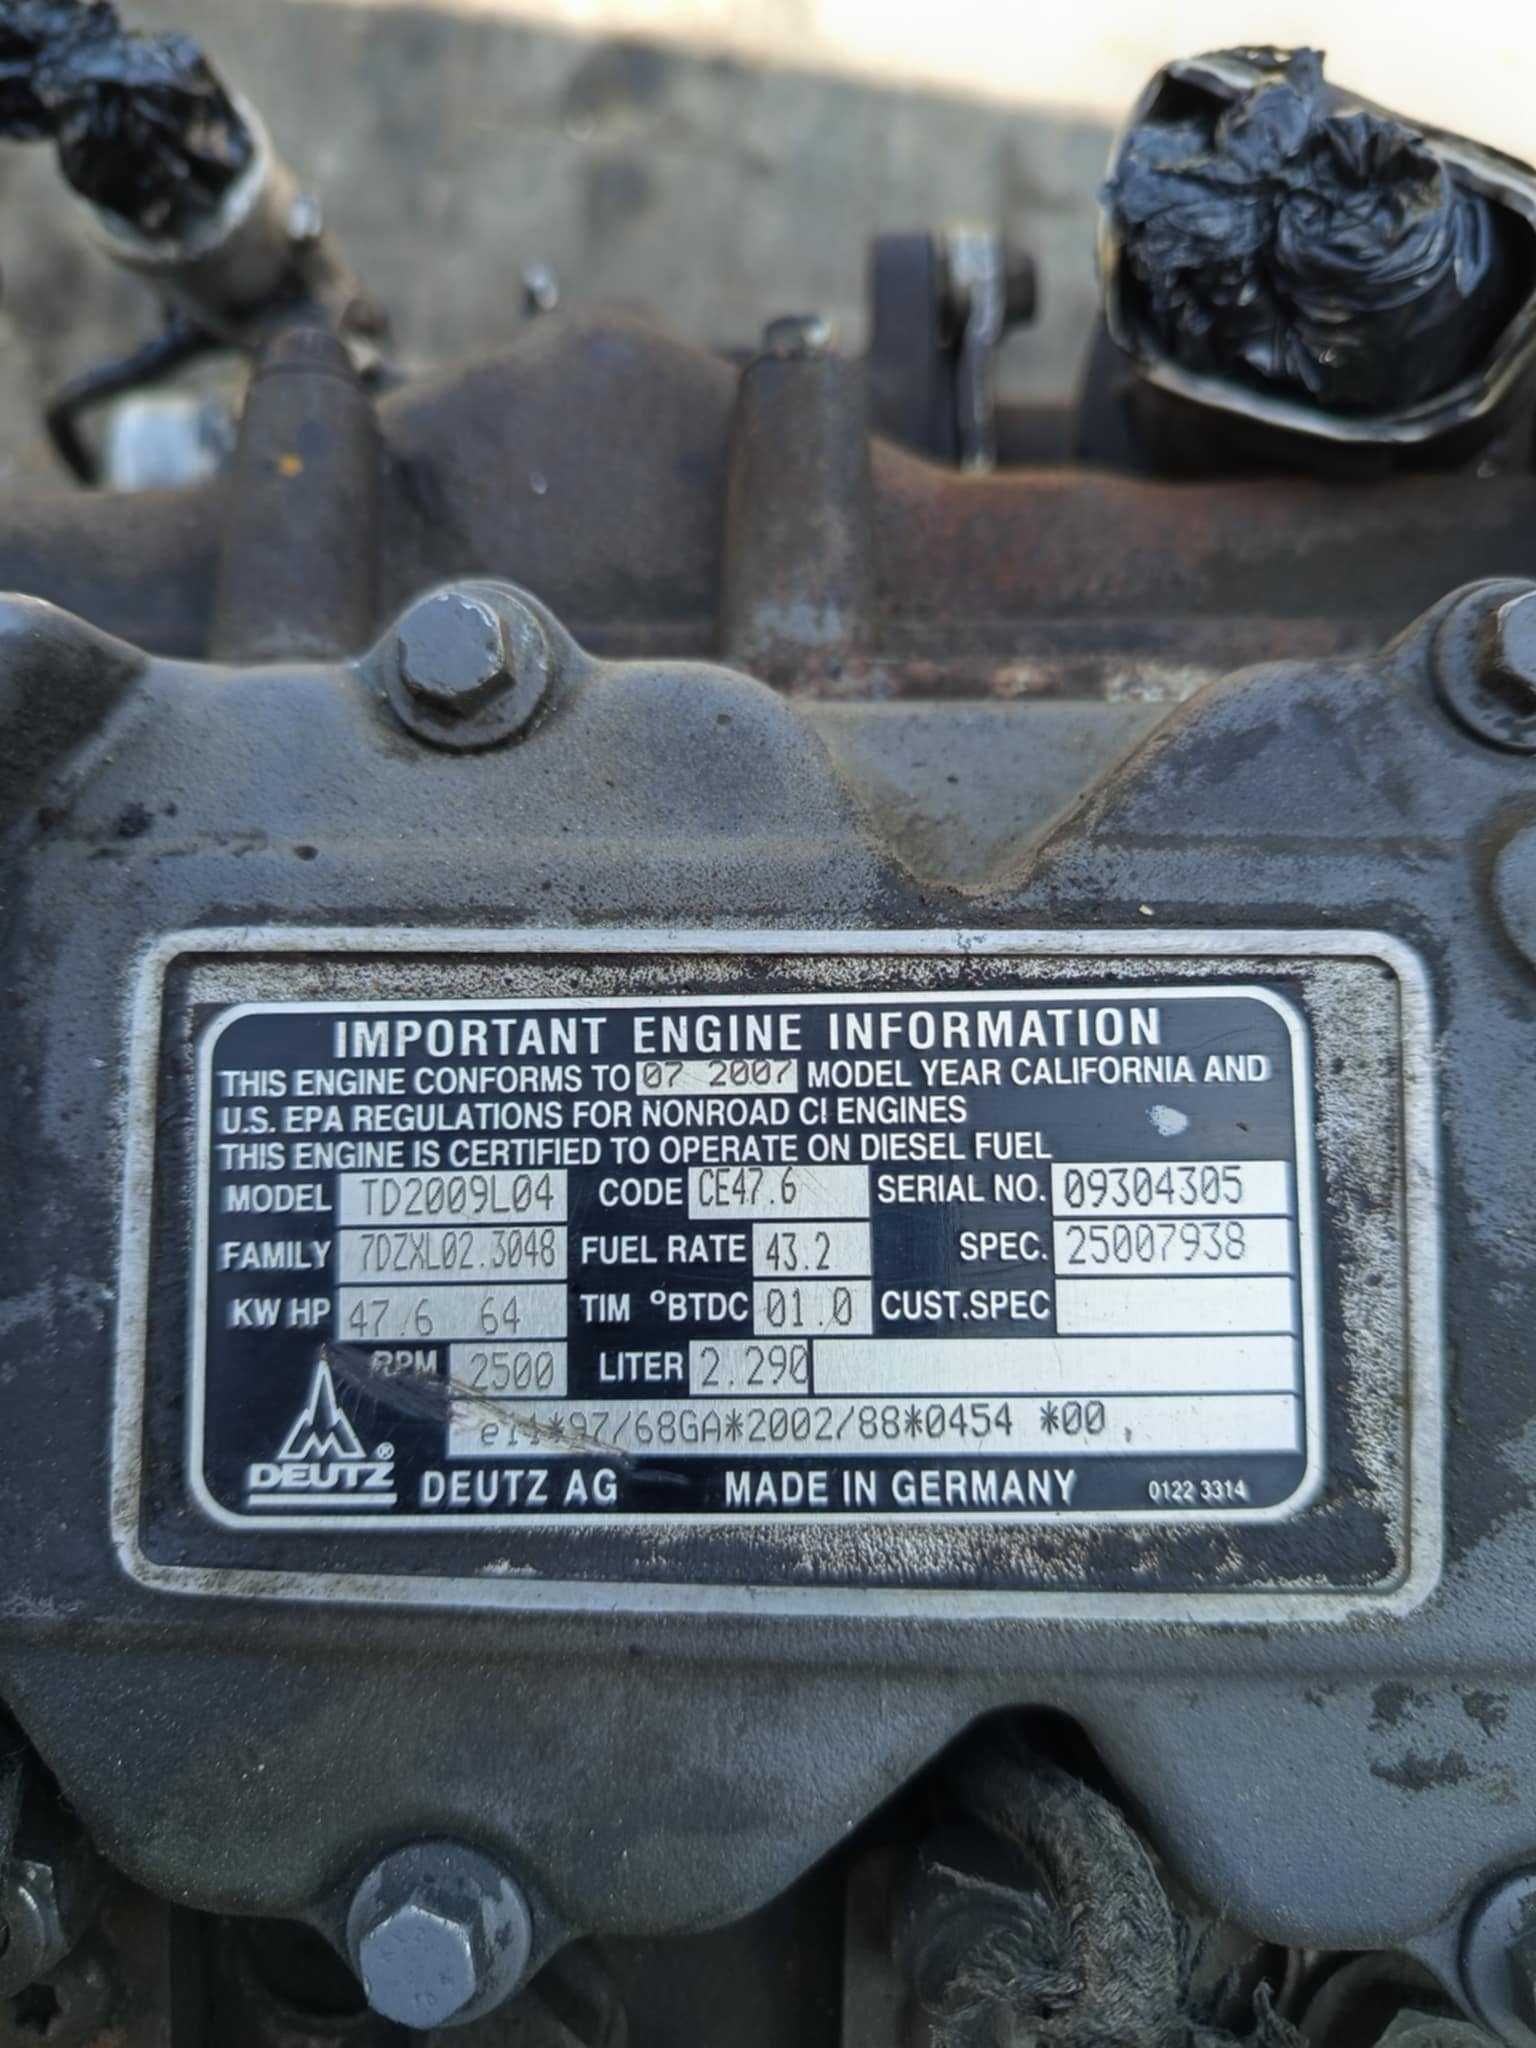 IMPORTANT ENGINE INFORMATION
THIS ENGINE CONFORMS TO 07 2007 MODEL YEAR CALIFORNIA AND
U.S. EPA REGULATIONS FOR NONROAD CI ENGINES
THIS ENGINE IS CERTIFIED TO OPERATE ON DIESEL FUEL
MODEL TD2009L04 CODE CE47.6 SERIAL NO. 09304305
FAMILY 7DZXL02.3048 FUEL RATE 43.2 SPEC. 25007938
KW HP 47.6 64 TIM °BTDC 01.0 CUST.SPEC
RPM 2500 LITER 2.290
e11*97/68GA*2002/88*0454 *00
DEUTZ® DEUTZ AG MADE IN GERMANY 0122 3314